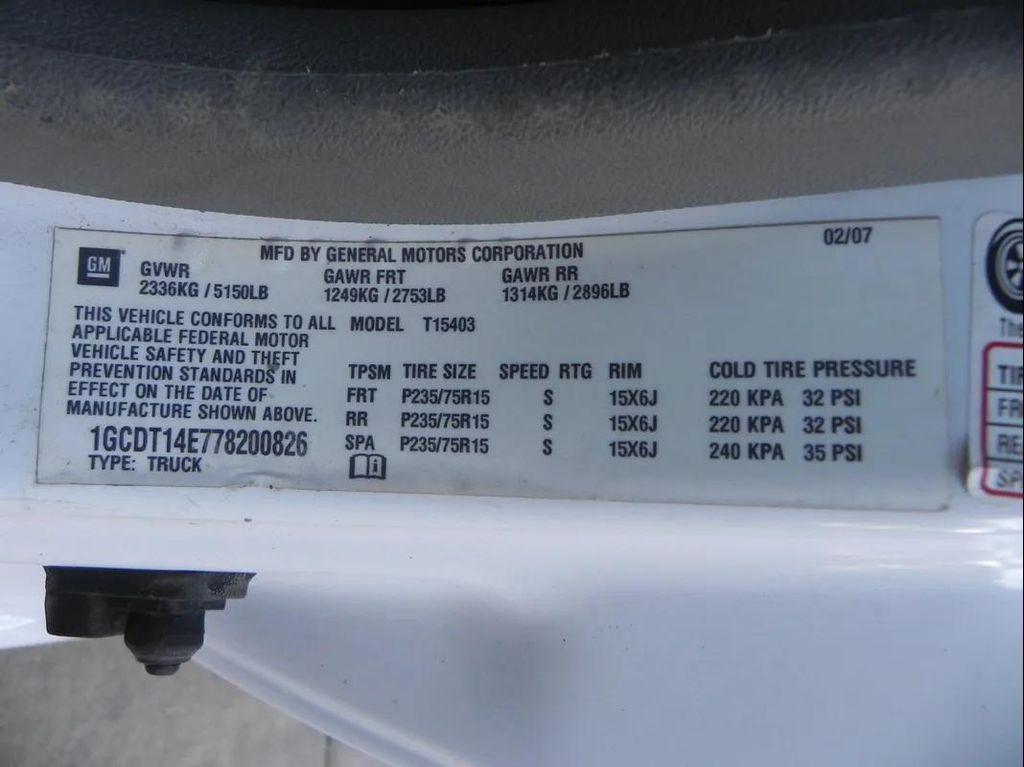 GM
MFD BY GENERAL MOTORS CORPORATION
02/07
GVWR GAWR FRT GAWR RR
2336KG / 5150LB 1249KG / 2753LB 1314KG / 2896LB
THIS VEHICLE CONFORMS TO ALL
APPLICABLE FEDERAL MOTOR
VEHICLE SAFETY AND THEFT
PREVENTION STANDARDS IN
EFFECT ON THE DATE OF
MANUFACTURE SHOWN ABOVE.
1GCDT14E778200826
TYPE: TRUCK
MODEL T15403
TPSM TIRE SIZE SPEED RTG RIM COLD TIRE PRESSURE
FRT P235/75R15 S 15X6J 220 KPA 32 PSI
RR P235/75R15 S 15X6J 220 KPA 32 PSI
SPA P235/75R15 S 15X6J 240 KPA 35 PSI
The